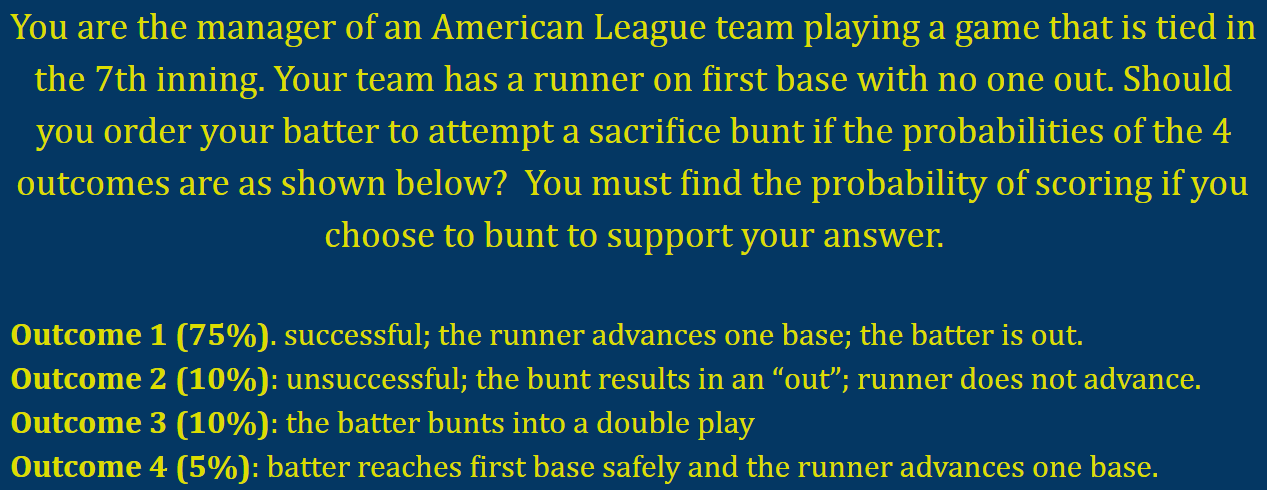 You are the manager of an American League team playing a game that is tied in
the 7th inning. Your team has a runner on first base with no one out. Should
you order your batter to attempt a sacrifice bunt if the probabilities of the 4
outcomes are as shown below?  You must find the probability of scoring if you
choose to bunt to support your answer.
Outcome 1 (75%). successful; the runner advances one base; the batter is out.
Outcome 2 (10%): unsuccessful; the bunt results in an “out”; runner does not advance.
Outcome 3 (10%): the batter bunts into a double play
Outcome 4 (5%): batter reaches first base safely and the runner advances one base.